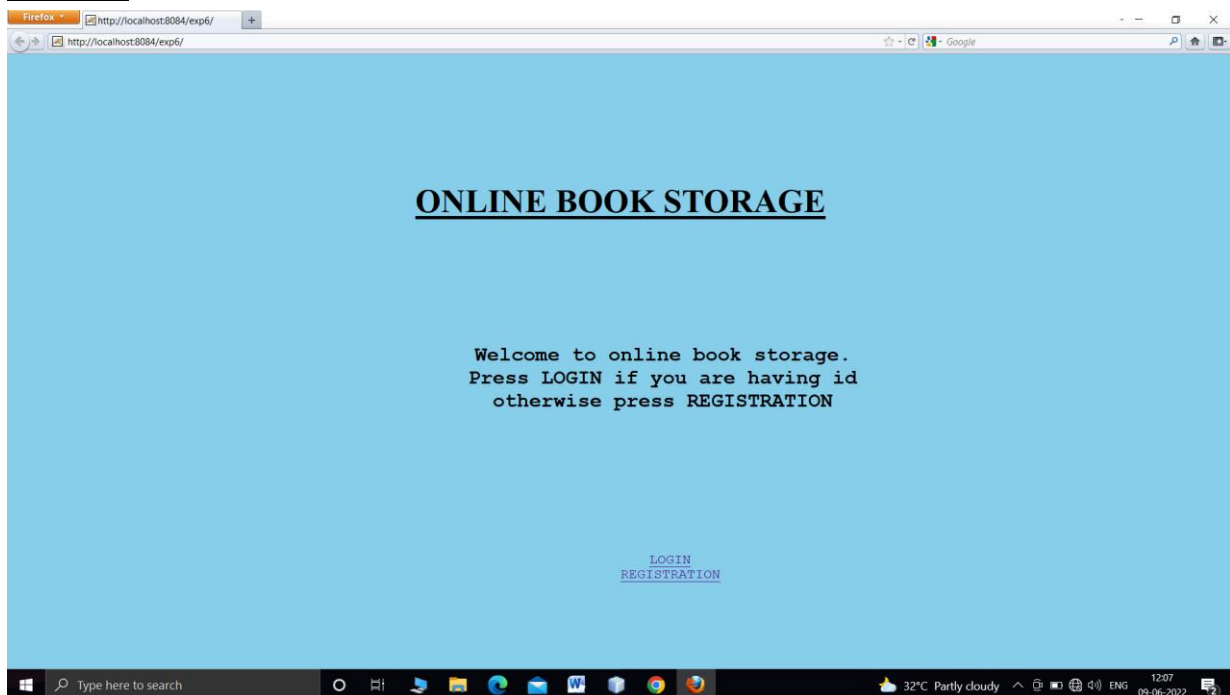 Firefox
http://localhost:8084/exp6/
http://localhost:8084/exp6/
Google
ONLINE BOOK STORAGE
Welcome to online book storage.
Press LOGIN if you are having id
otherwise press REGISTRATION
LOGIN
REGISTRATION
Type here to search
32°C Partly cloudy
ENG
12:07
09-06-2022